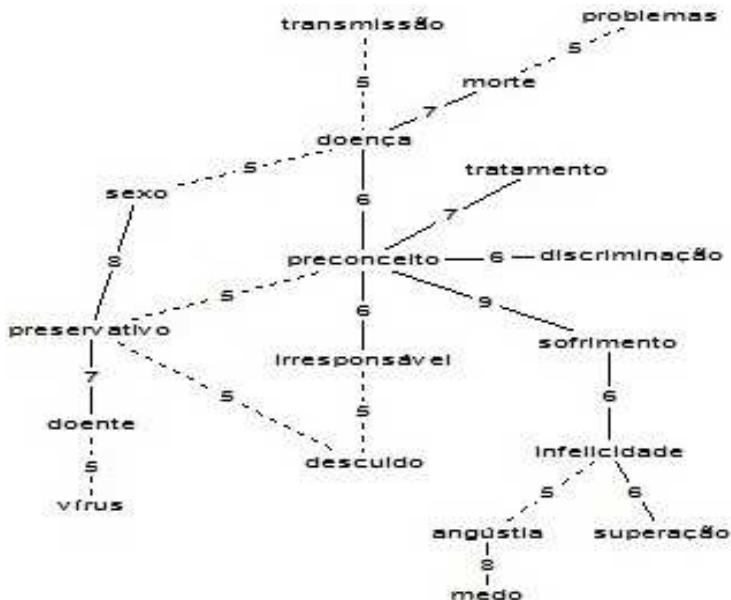 problemas
transmissão
5
5
morte
7
doença
5
tratamento
sexo
6
7
8
preconceito
6
discriminação
5
9
6
preservativo
sofrimento
irresponsável
7
5
6
5
doente
infelicidade
descuido
5
5
6
vírus
angústia
superação
8
medo